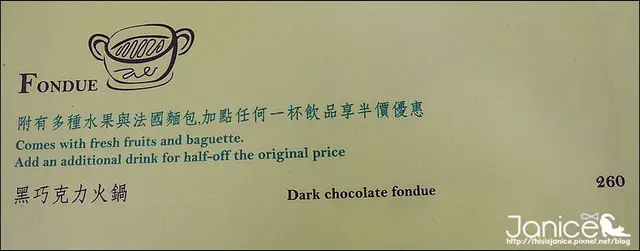 FONDUE
附有多種水果與法國麵包,加點任何一杯飲品享半價優惠
Comes with fresh fruits and baguette.
Add an additional drink for half-off the original price
黑巧克力火鍋 Dark chocolate fondue 260
Janice
http://thisisjanice.pixnet.net/blog